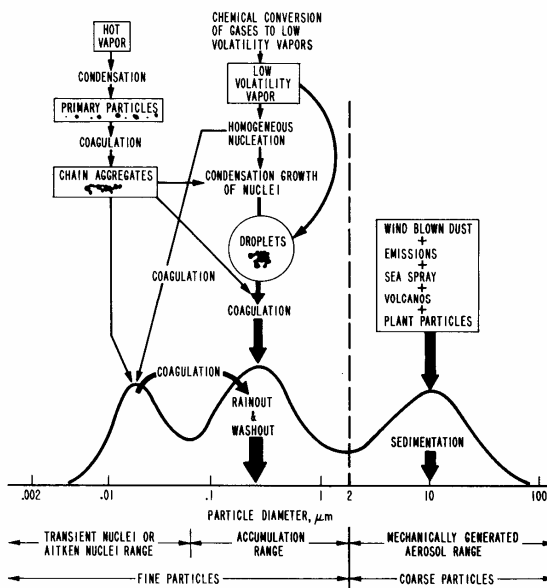 HOT
VAPOR
CONDENSATION
PRIMARY PARTICLES
COAGULATION
CHAIN AGGREGATES
CHEMICAL CONVERSION
OF GASES TO LOW
VOLATILITY VAPORS
LOW
VOLATILITY
VAPOR
HOMOGENEOUS
NUCLEATION
CONDENSATION GROWTH
OF NUCLEI
DROPLETS
COAGULATION
COAGULATION
COAGULATION
RAINOUT
&
WASHOUT
WIND BLOWN DUST
+
EMISSIONS
+
SEA SPRAY
+
VOLCANOS
+
PLANT PARTICLES
SEDIMENTATION
.002 .01 .1 1 2 10 100
PARTICLE DIAMETER, μm
TRANSIENT NUCLEI OR
AITKEN NUCLEI RANGE
ACCUMULATION
RANGE
MECHANICALLY GENERATED
AEROSOL RANGE
FINE PARTICLES
COARSE PARTICLES